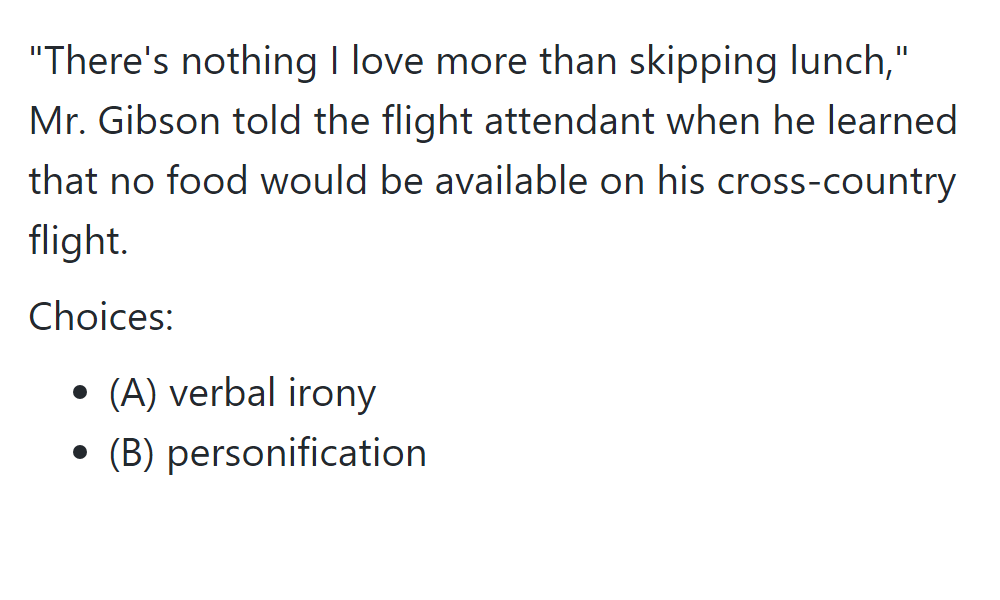 "There's nothing I love more than skipping lunch,"
Mr. Gibson told the flight attendant when he learned
that no food would be available on his cross-country
flight.
Choices:
• (A) verbal irony
• (B) personification